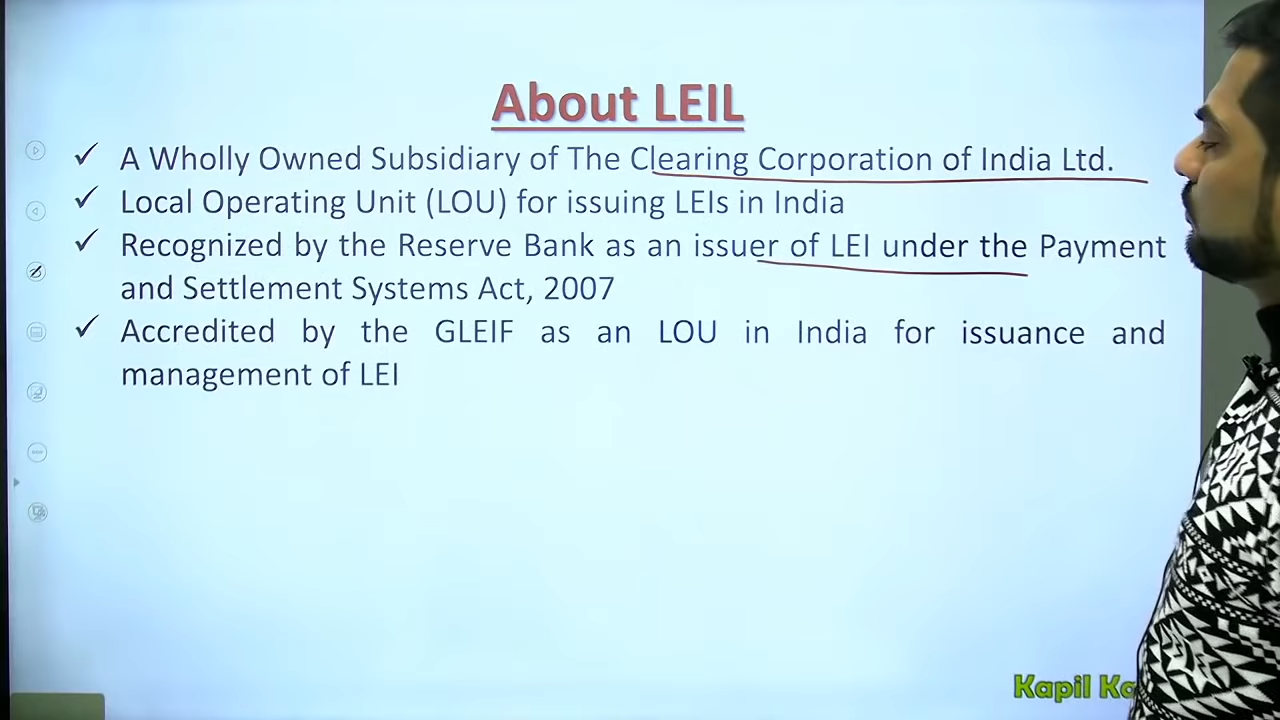 About LEIL
✓ A Wholly Owned Subsidiary of The Clearing Corporation of India Ltd.
✓ Local Operating Unit (LOU) for issuing LEIs in India
✓ Recognized by the Reserve Bank as an issuer of LEI under the Payment
and Settlement Systems Act, 2007
✓ Accredited by the GLEIF as an LOU in India for issuance and
management of LEI
Kapil